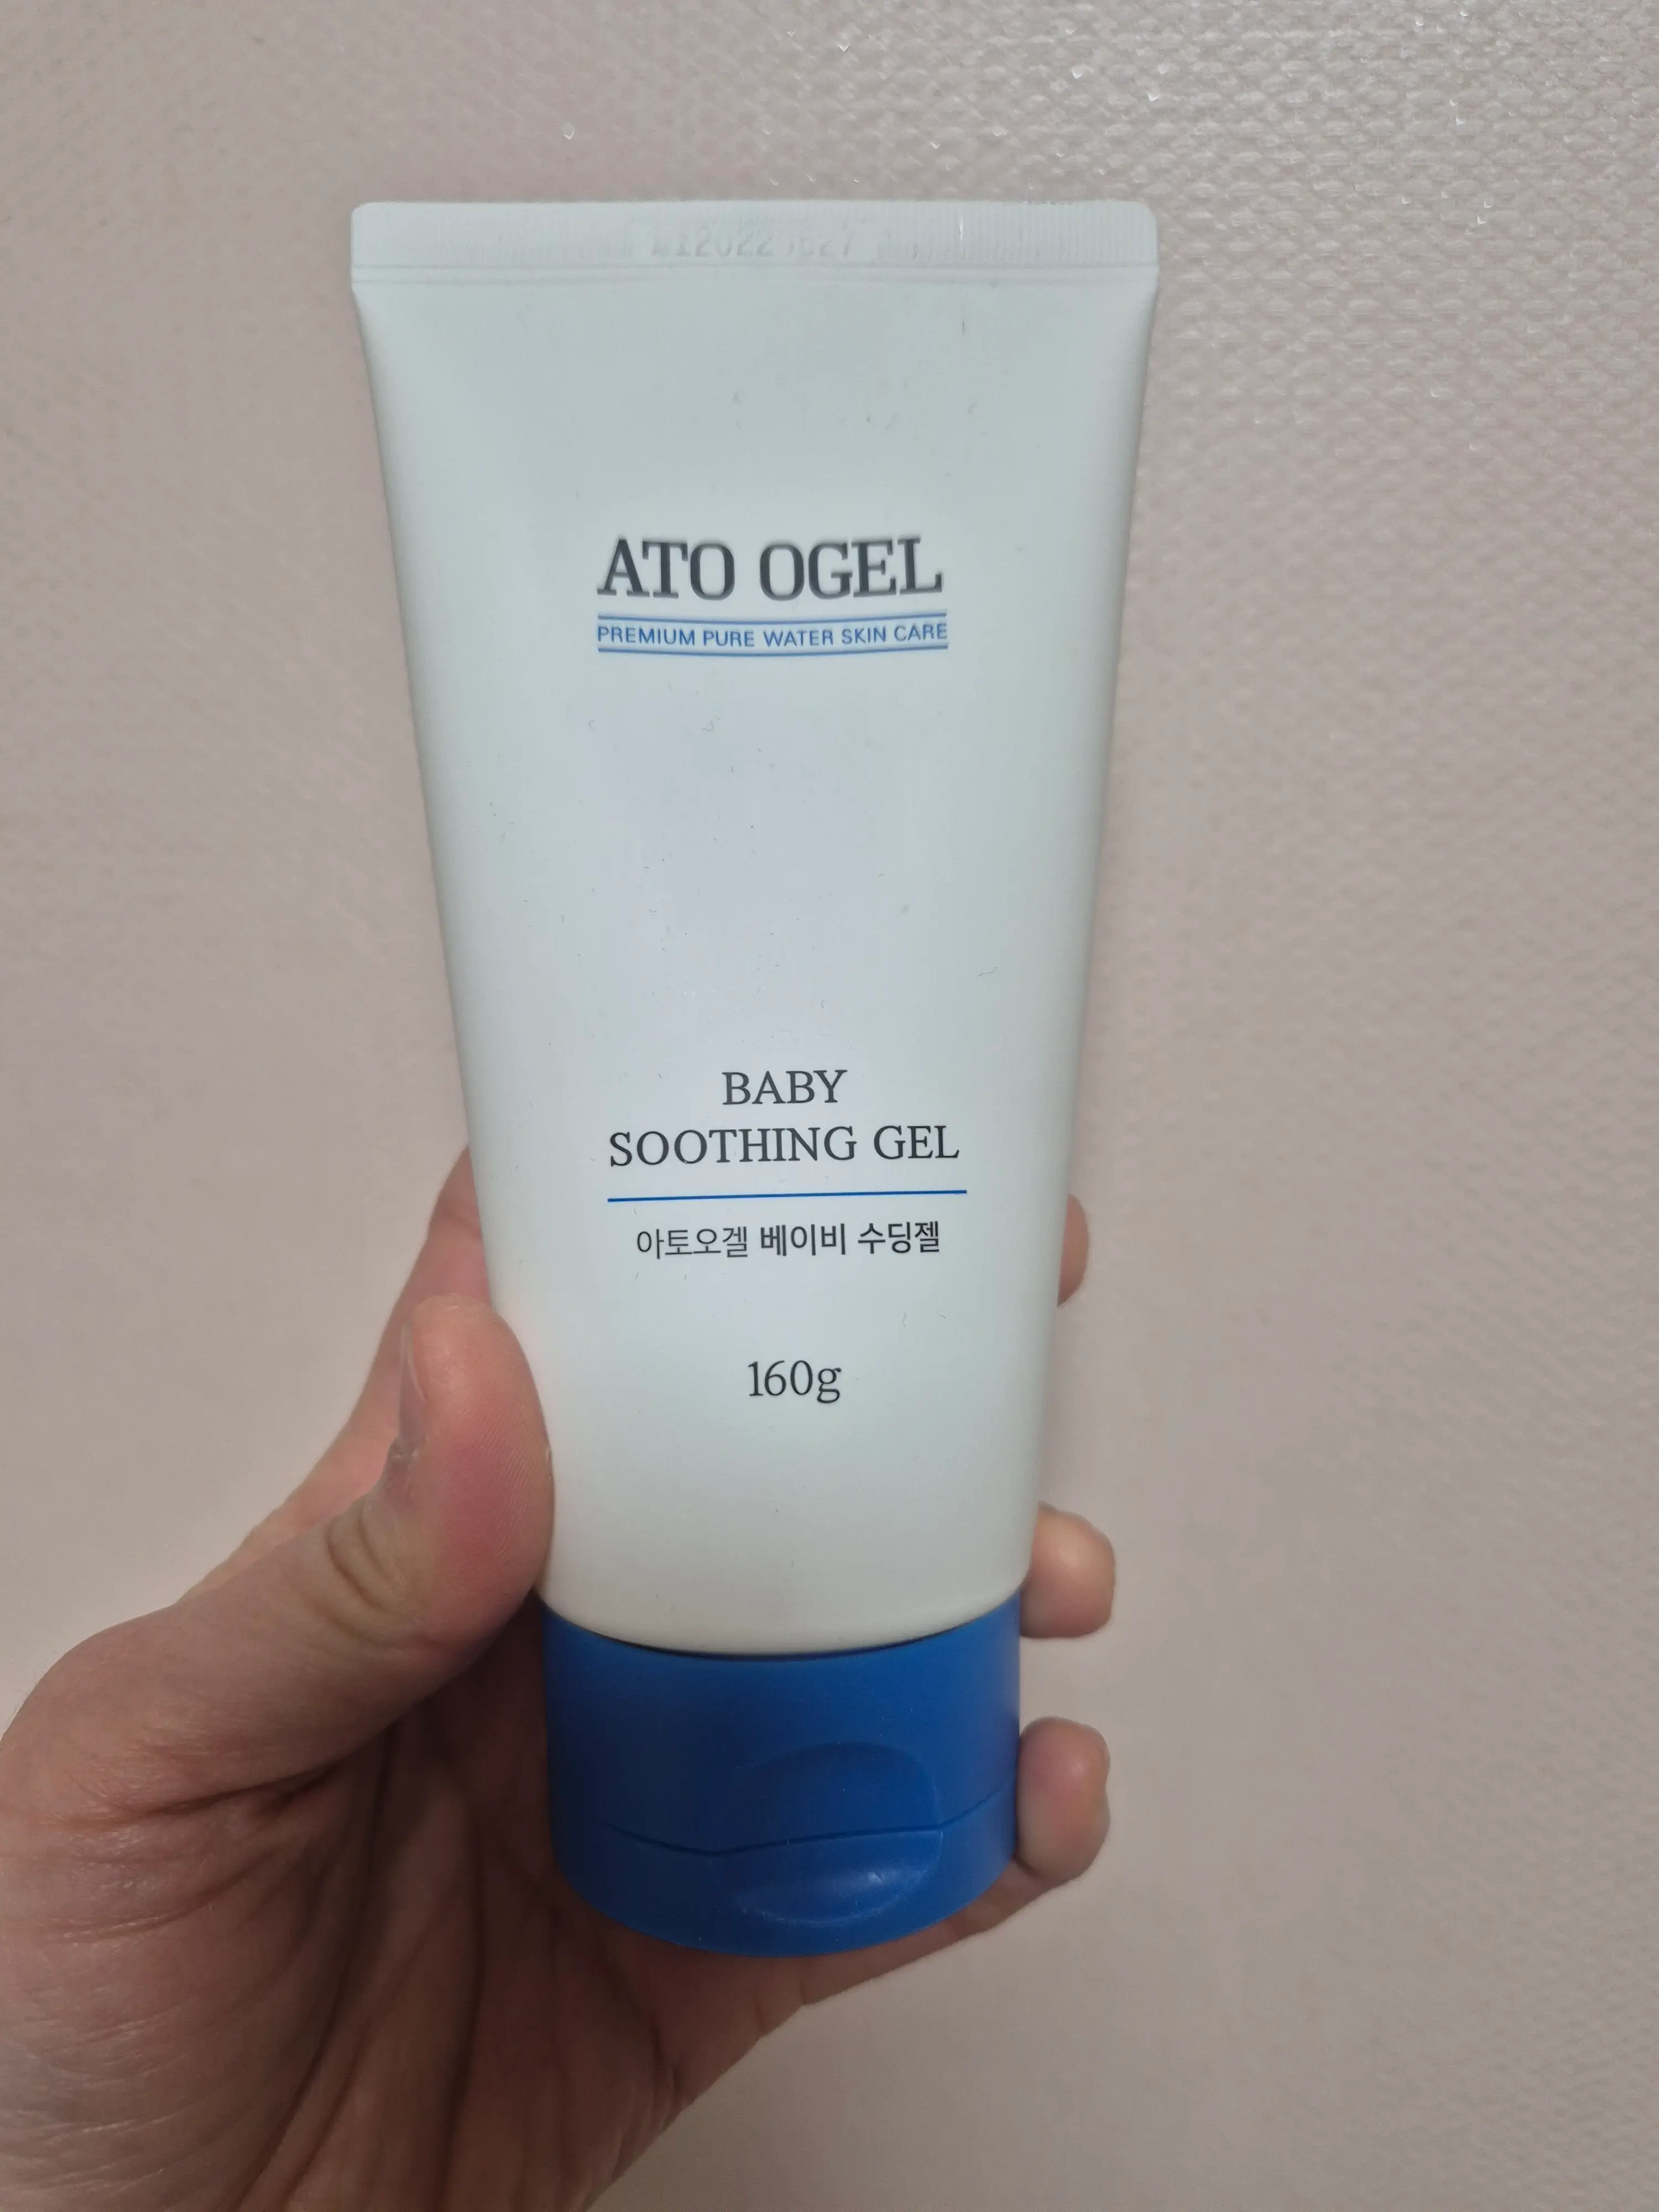 ATO OGEL
PREMIUM PURE WATER SKIN CARE
BABY
SOOTHING GEL
아토오겔 베이비 수딩젤
160g